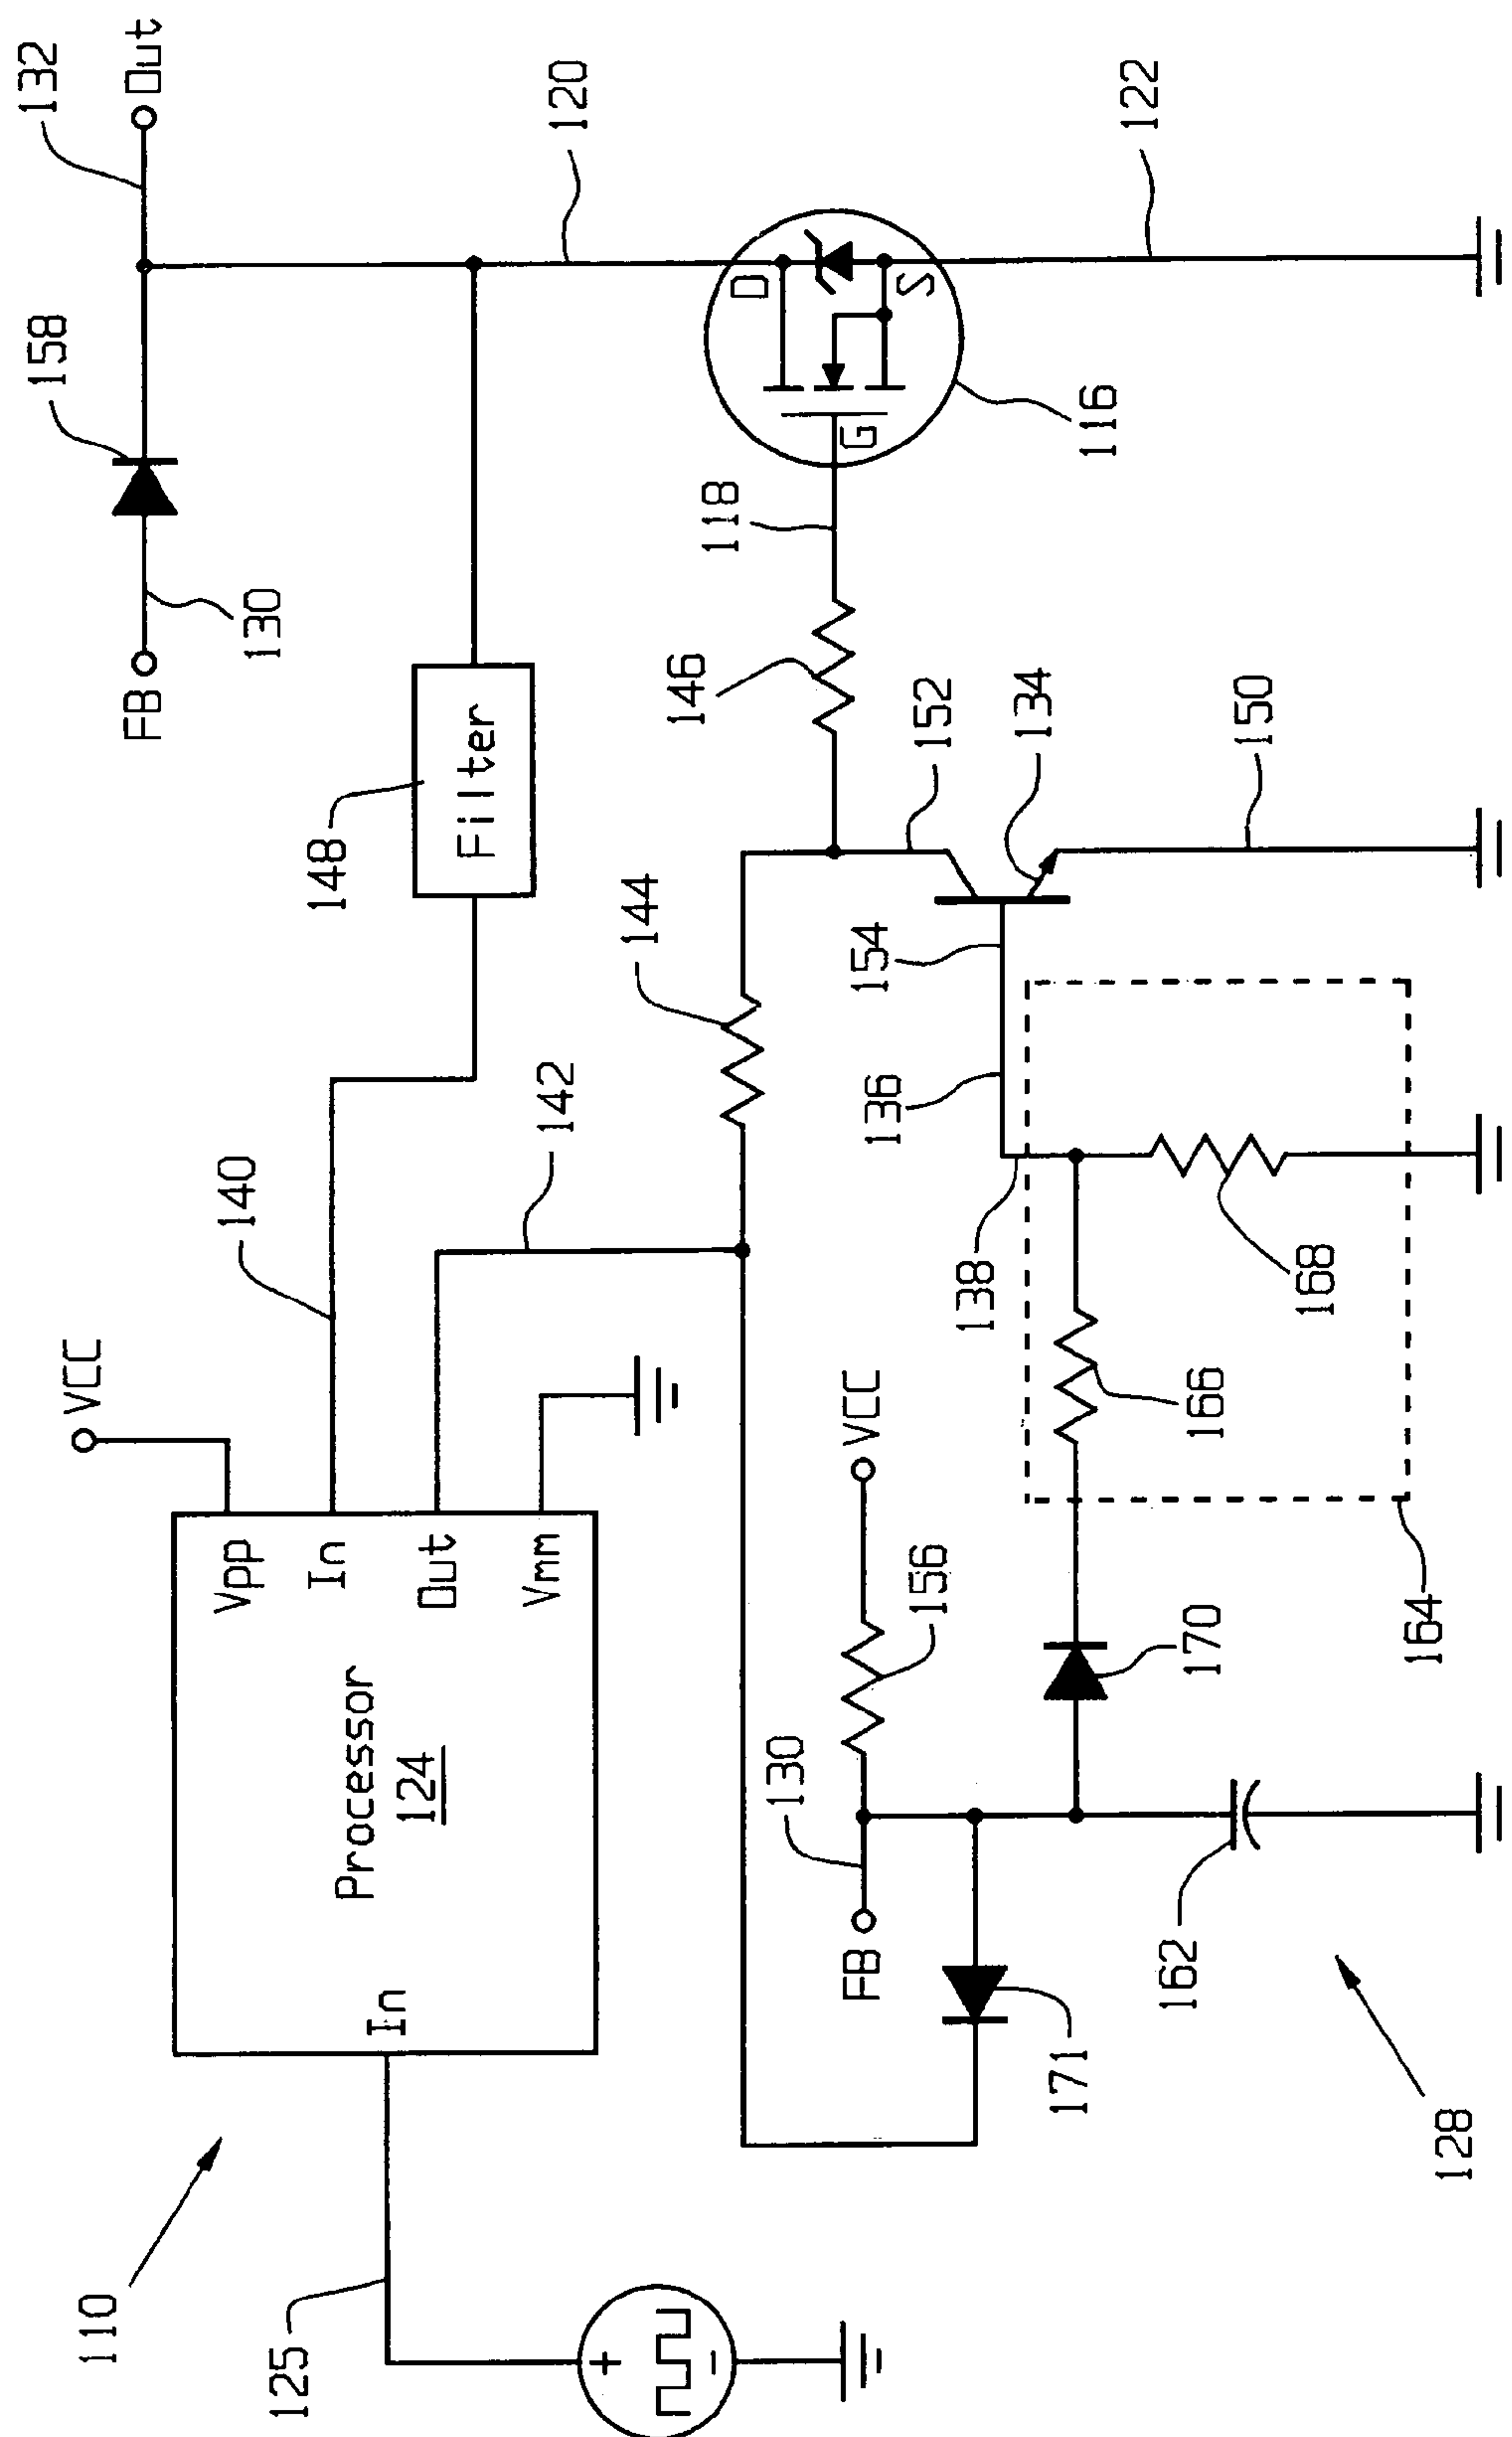 132
Out
158
FB
130
120
122
148
Filter
D
S
G
116
118
146
152
134
150
144
154
136
138
142
140
VCC
168
166
VCC
156
130
FB
170
164
162
171
128
Vpp
In
Out
Vmm
Processor
124
In
110
125
+
-